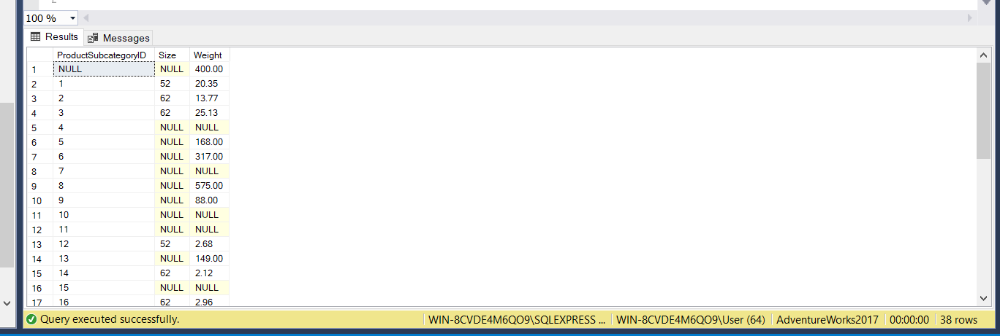 100 %
Results Messages
ProductSubcategoryID Size Weight
1 NULL NULL 400.00
2 1 52 20.35
3 2 62 13.77
4 3 62 25.13
5 4 NULL NULL
6 5 NULL 168.00
7 6 NULL 317.00
8 7 NULL NULL
9 8 NULL 575.00
10 9 NULL 88.00
11 10 NULL NULL
12 11 NULL NULL
13 12 52 2.68
14 13 NULL 149.00
15 14 62 2.12
16 15 NULL NULL
17 16 62 2.96
Query executed successfully. WIN-8CVDE4M6QO9\SQLEXPRESS ... WIN-8CVDE4M6QO9\User (64) AdventureWorks2017 00:00:00 38 rows